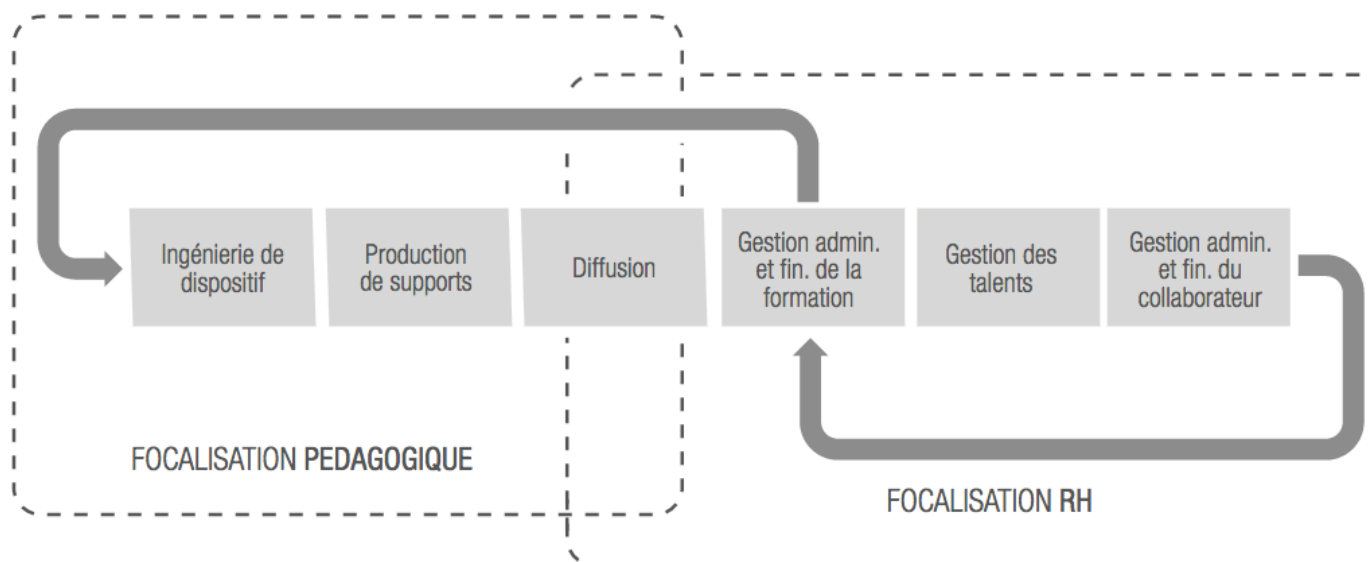 Ingénierie de
dispositif
Production
de supports
Diffusion
Gestion admin.
et fin. de la
formation
Gestion des
talents
Gestion admin.
et fin. du
collaborateur
FOCALISATION PEDAGOGIQUE
FOCALISATION RH